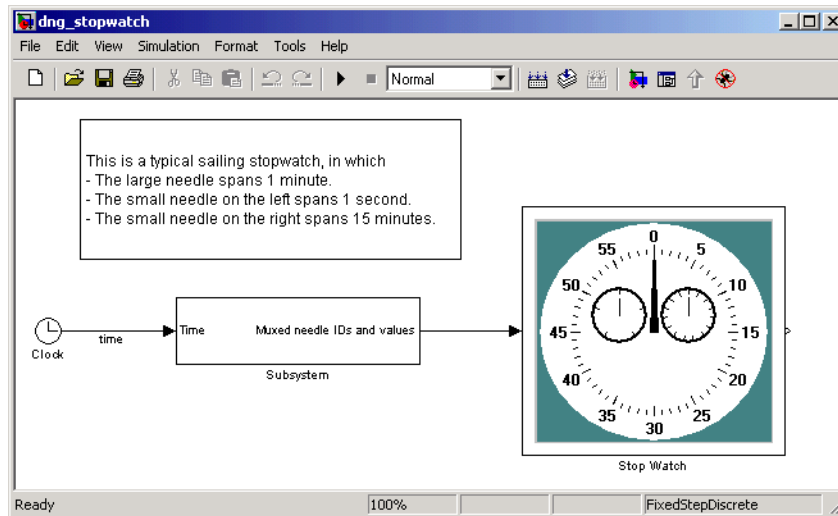 dng_stopwatch
File Edit View Simulation Format Tools Help
Normal
This is a typical sailing stopwatch, in which
- The large needle spans 1 minute.
- The small needle on the left spans 1 second.
- The small needle on the right spans 15 minutes.
0
55 5
50 10
45 15
40 20
35 25
30
Time Muxed needle IDs and values
time
Clock
Subsystem
Stop Watch
Ready 100% FixedStepDiscrete